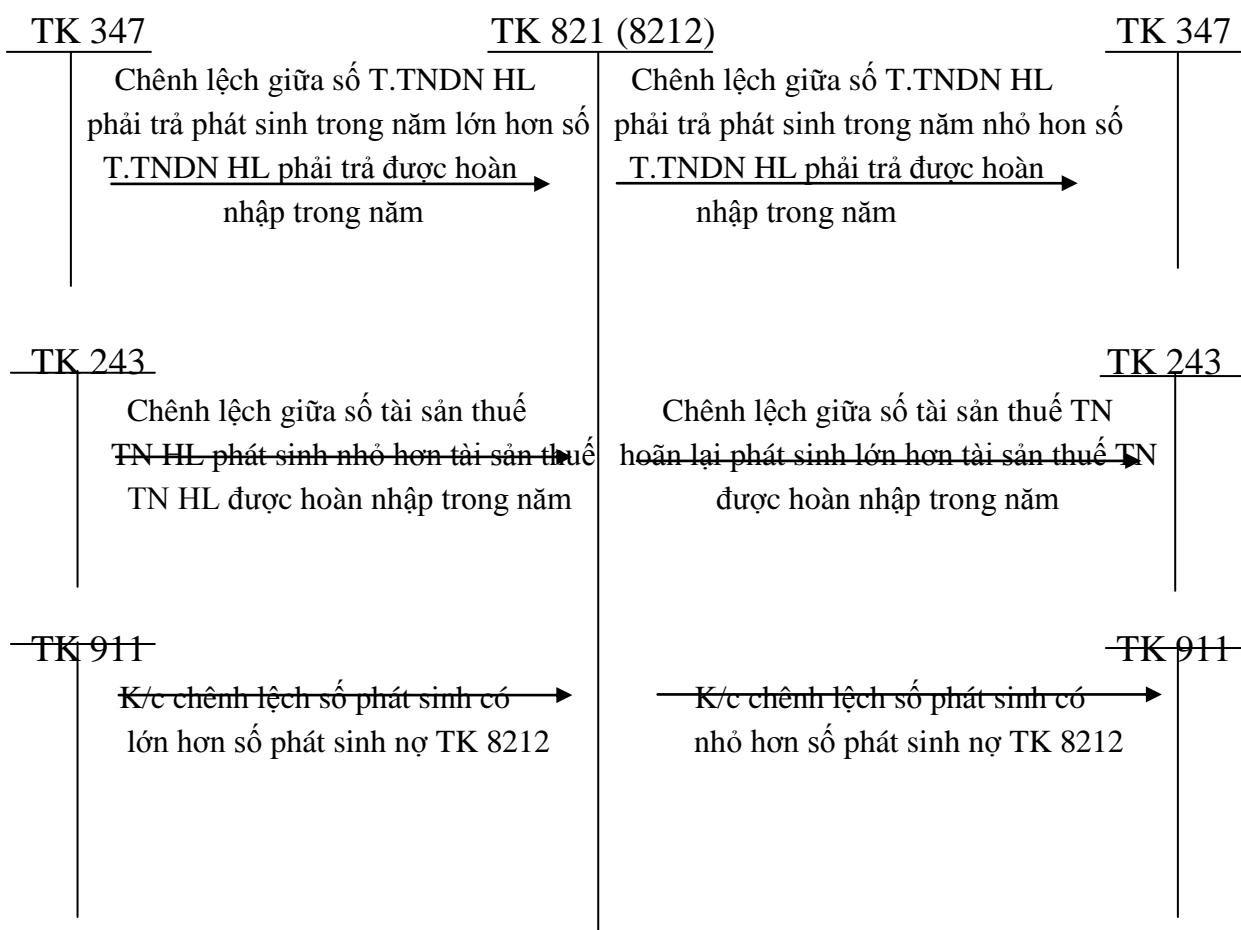 TK 347
TK 821 (8212)
TK 347
Chênh lệch giữa số T.TNDN HL
phải trả phát sinh trong năm lớn hơn số
T.TNDN HL phải trả được hoàn
nhập trong năm
Chênh lệch giữa số T.TNDN HL
phải trả phát sinh trong năm nhỏ hon số
T.TNDN HL phải trả được hoàn
nhập trong năm
TK 243
TK 243
Chênh lệch giữa số tài sản thuế
TN HL phát sinh nhỏ hơn tài sản thuế
TN HL được hoàn nhập trong năm
Chênh lệch giữa số tài sản thuế TN
hoãn lại phát sinh lớn hơn tài sản thuế TN
được hoàn nhập trong năm
TK 911
TK 911
K/c chênh lệch số phát sinh có
lớn hơn số phát sinh nợ TK 8212
K/c chênh lệch số phát sinh có
nhỏ hơn số phát sinh nợ TK 8212